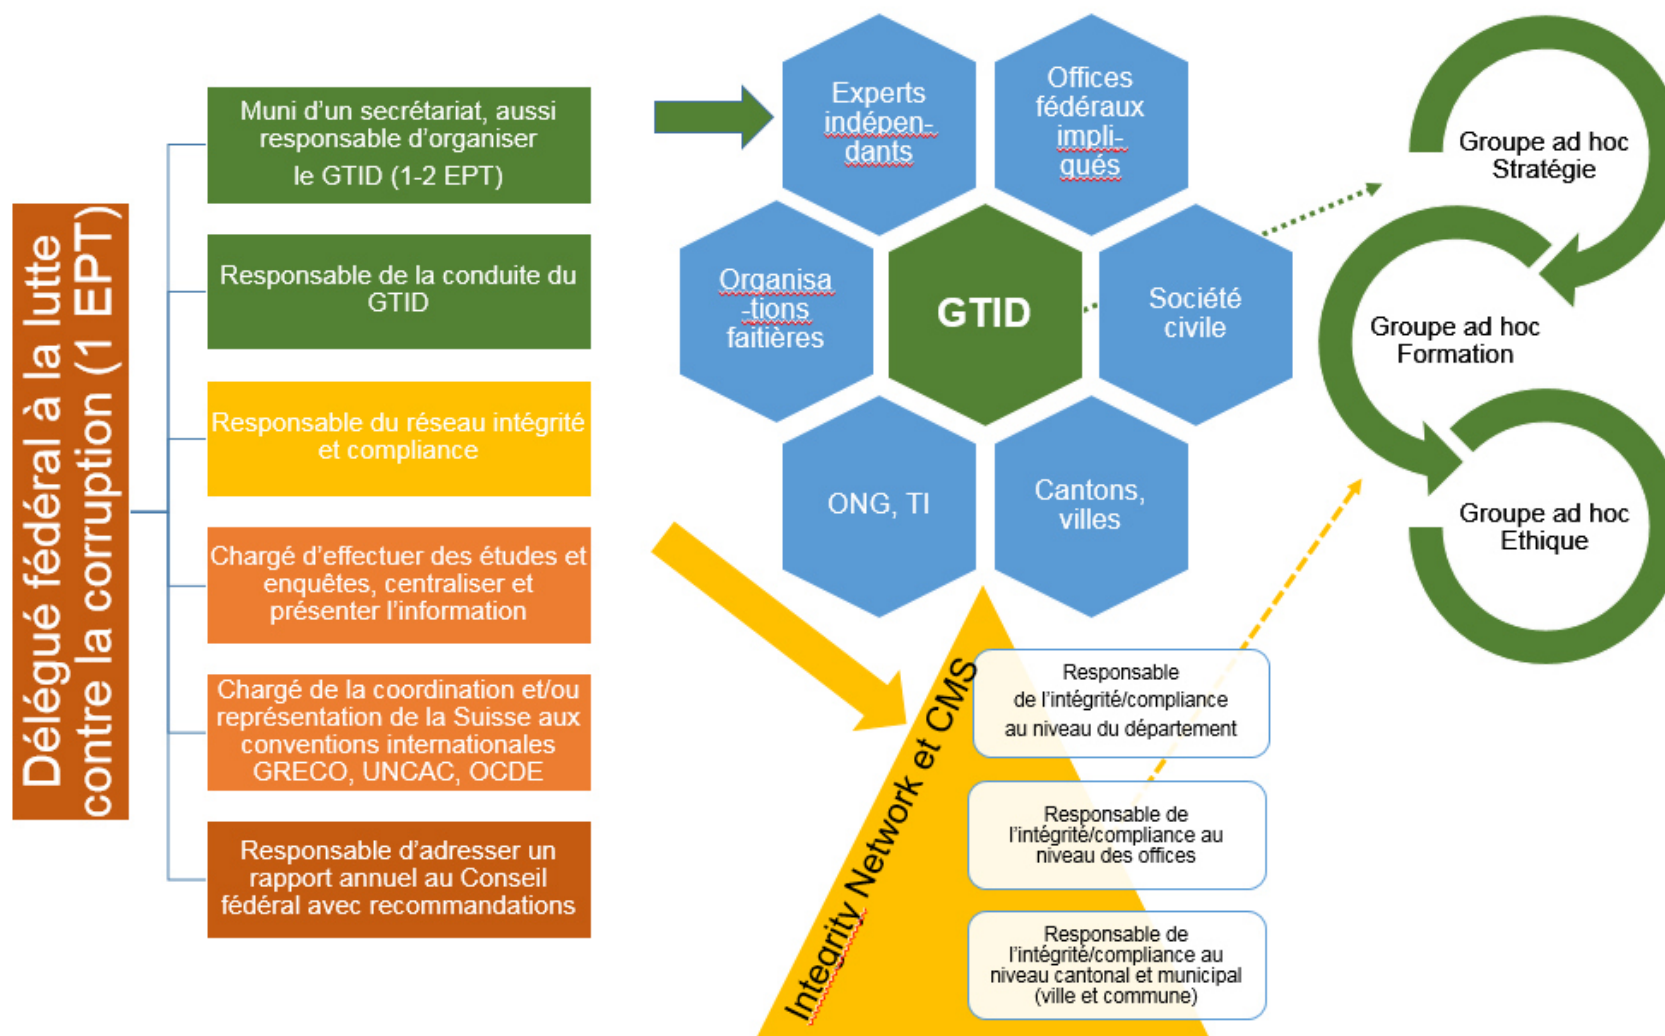 Délégué fédéral à la lutte
contre la corruption (1 EPT)
Muni d’un secrétariat, aussi
responsable d’organiser
le GTID (1-2 EPT)
Responsable de la conduite du
GTID
Responsable du réseau intégrité
et compliance
Chargé d’effectuer des études et
enquêtes, centraliser et
présenter l’information
Chargé de la coordination et/ou
représentation de la Suisse aux
conventions internationales
GRECO, UNCAC, OCDE
Responsable d’adresser un
rapport annuel au Conseil
fédéral avec recommandations
Experts
indépen-
dants
Offices
fédéraux
impli-
qués
Organisa
-tions
faitières
GTID
Société
civile
ONG, TI
Cantons,
villes
Integrity Network et CMS
Responsable
de l’intégrité/compliance
au niveau du département
Responsable de
l’intégrité/compliance au
niveau des offices
Responsable de
l’intégrité/compliance au
niveau cantonal et municipal
(ville et commune)
Groupe ad hoc
Stratégie
Groupe ad hoc
Formation
Groupe ad hoc
Ethique